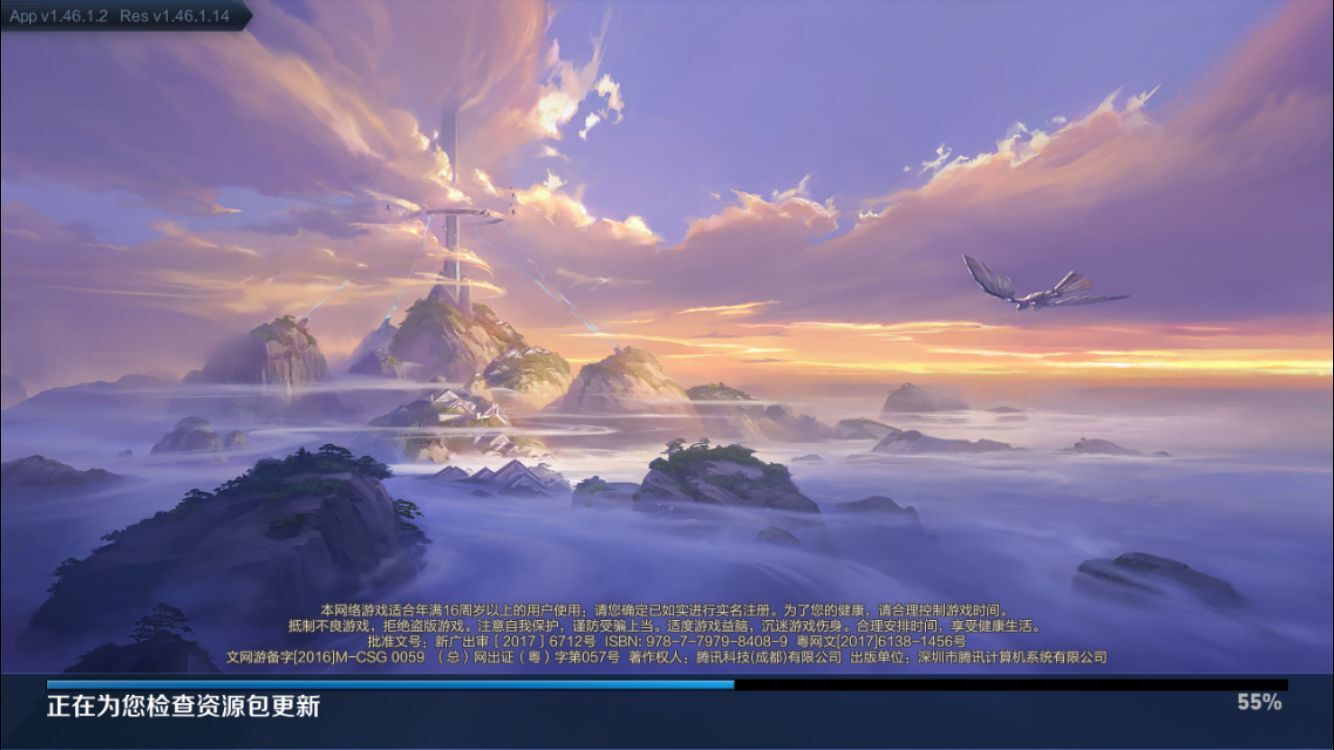 App v1.46.1.2 Res v1.46.1.14
本网络游戏适合年满16周岁以上的用户使用；请您确定已如实进行实名注册。为了您的健康，请合理控制游戏时间。
抵制不良游戏，拒绝盗版游戏。注意自我保护，谨防受骗上当。适度游戏益脑，沉迷游戏伤身。合理安排时间，享受健康生活。
批准文号：新广出审〔2017〕6712号 ISBN: 978-7-7979-8408-9 粤网文[2017]6138-1456号
文网游备字[2016]M-CSG 0059 （总）网出证（粤）字第057号 著作权人：腾讯科技(成都)有限公司 出版单位：深圳市腾讯计算机系统有限公司
正在为您检查资源包更新
55%